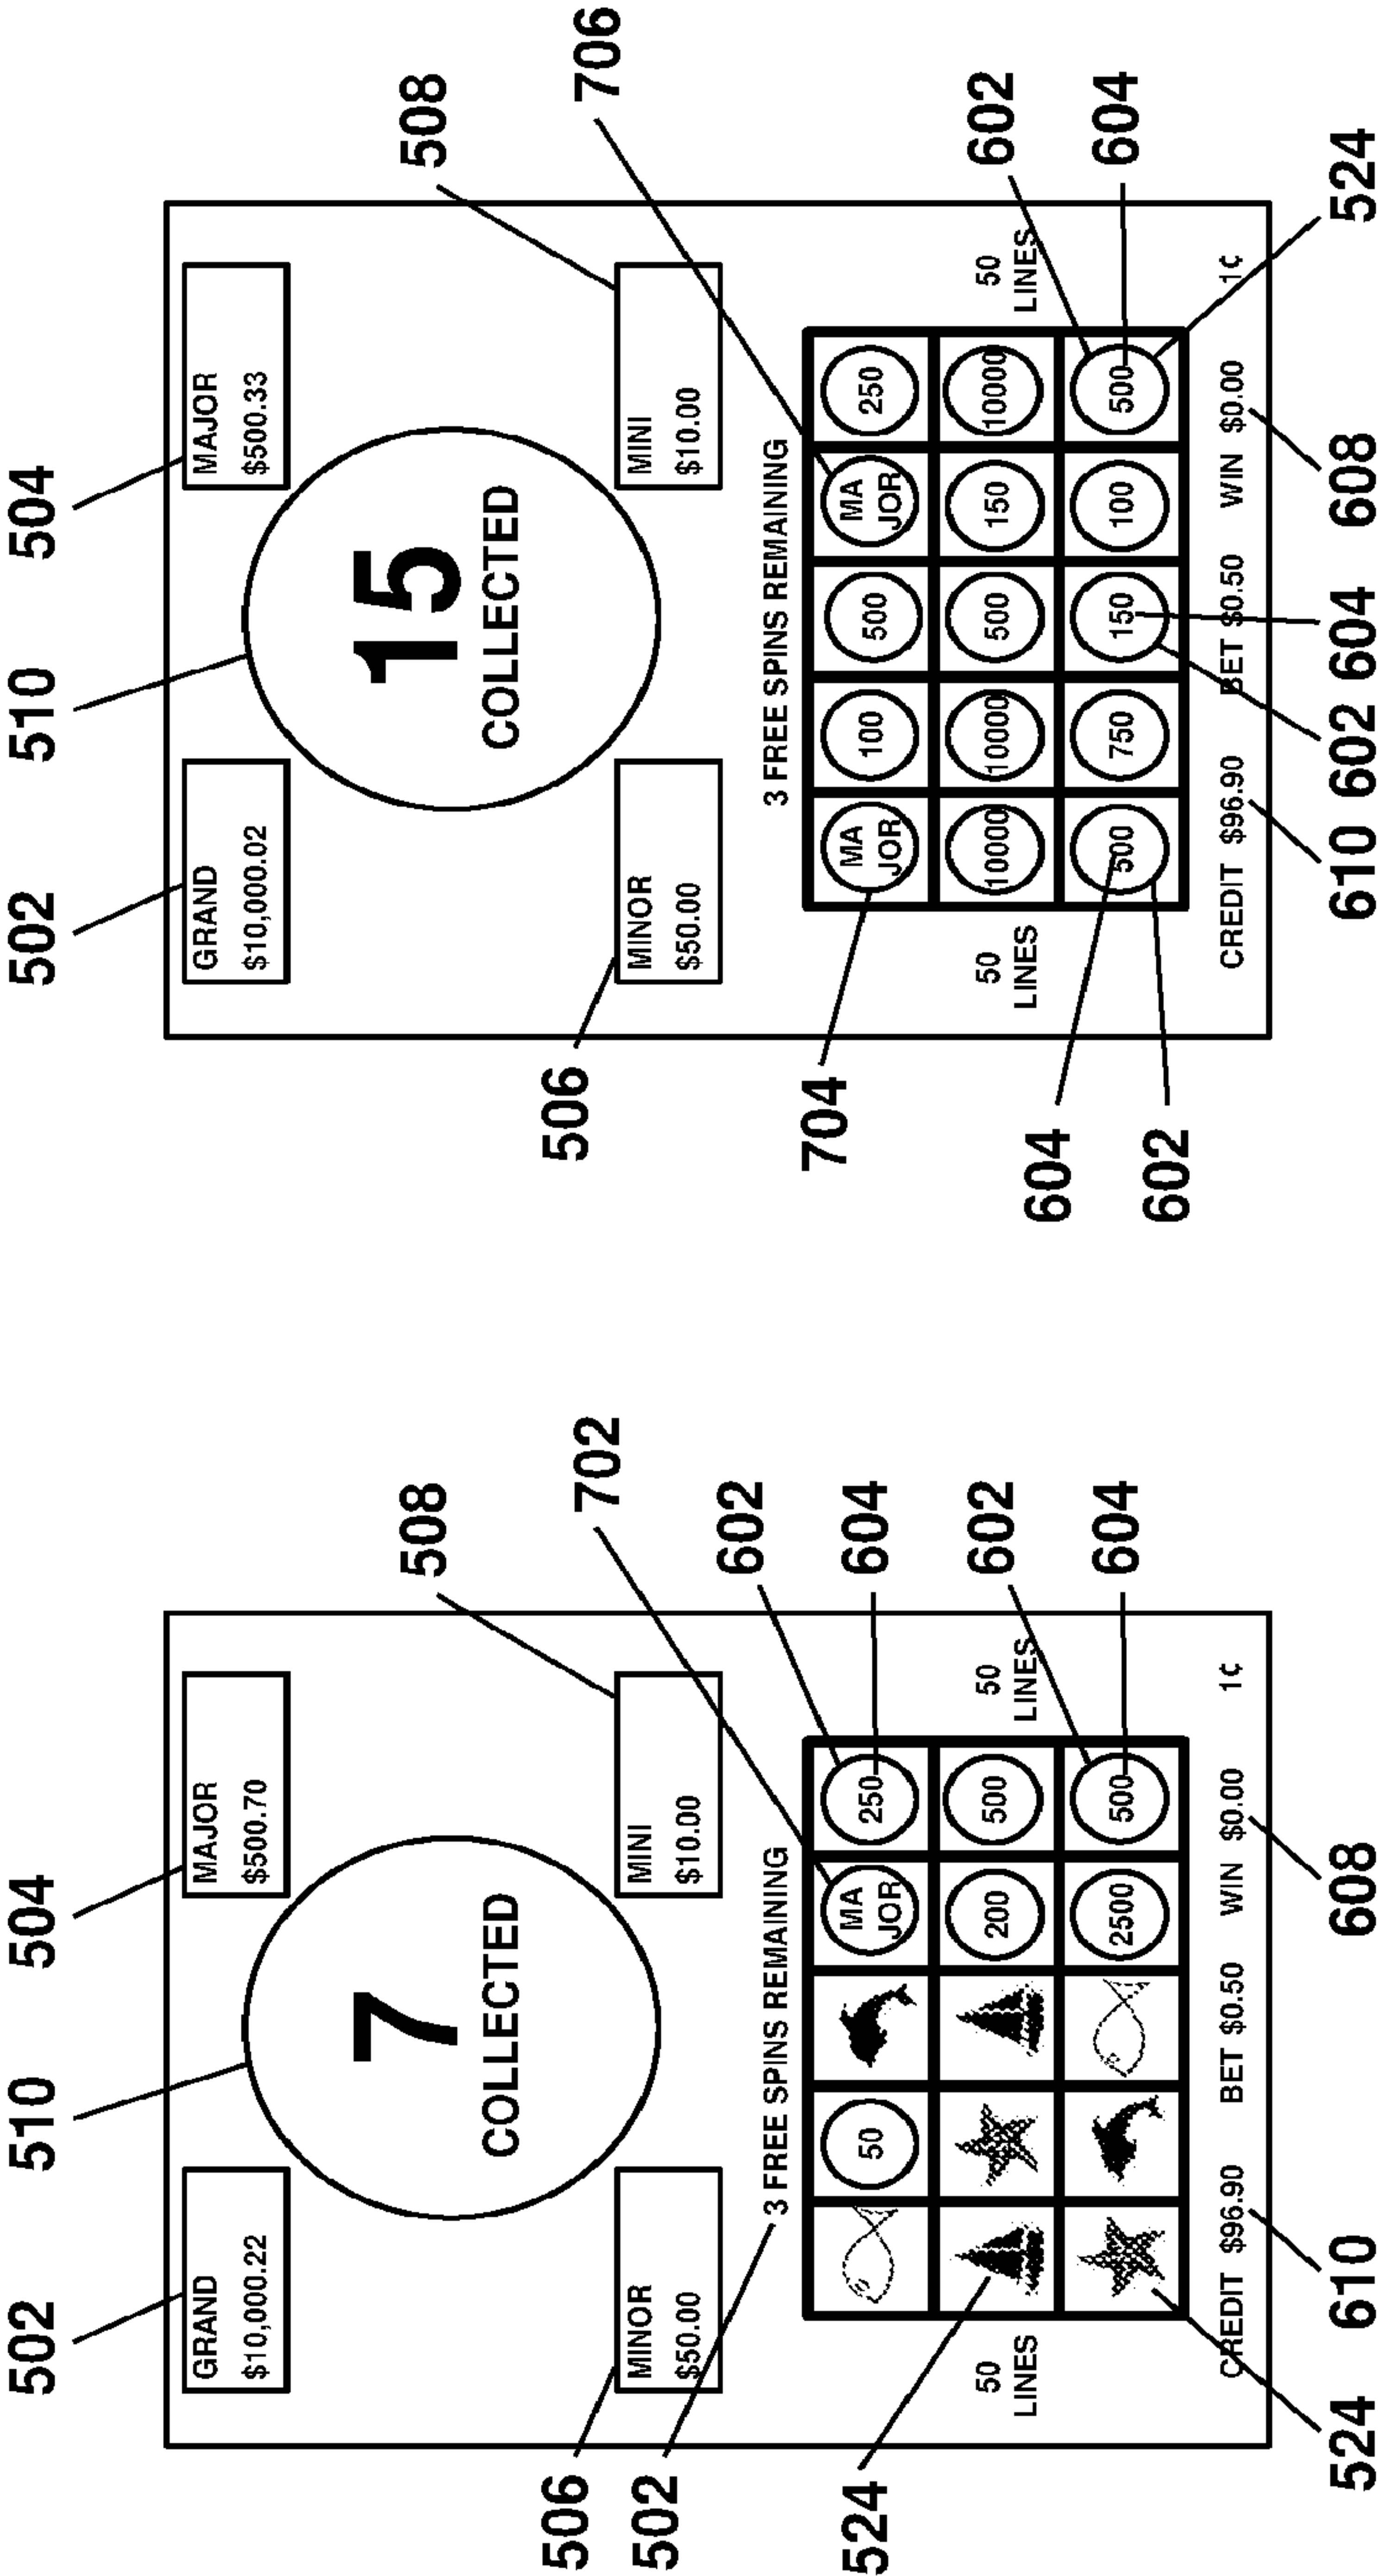 502
510
504
GRAND
$10,000.22
MAJOR
$500.70
7
COLLECTED
508
506
MINOR
$50.00
MINI
$10.00
702
502
3 FREE SPINS REMAINING
602
50 MA JOR 250
604
524
200 500
602
50
LINES
50
LINES
2500 500
604
CREDIT $96.90 BET $0.50 WIN $0.00 1¢
524
610
608
502
510
504
GRAND
$10,000.02
MAJOR
$500.33
15
COLLECTED
508
506
MINOR
$50.00
MINI
$10.00
706
3 FREE SPINS REMAINING
704
MA JOR 100 500 MA JOR 250
10000 10000 500 150 10000
602
50
LINES
50
LINES
604
500 750 150 100 500
604
602
CREDIT $96.90 BET $0.50 WIN $0.00 1¢
610
602
604
608
524